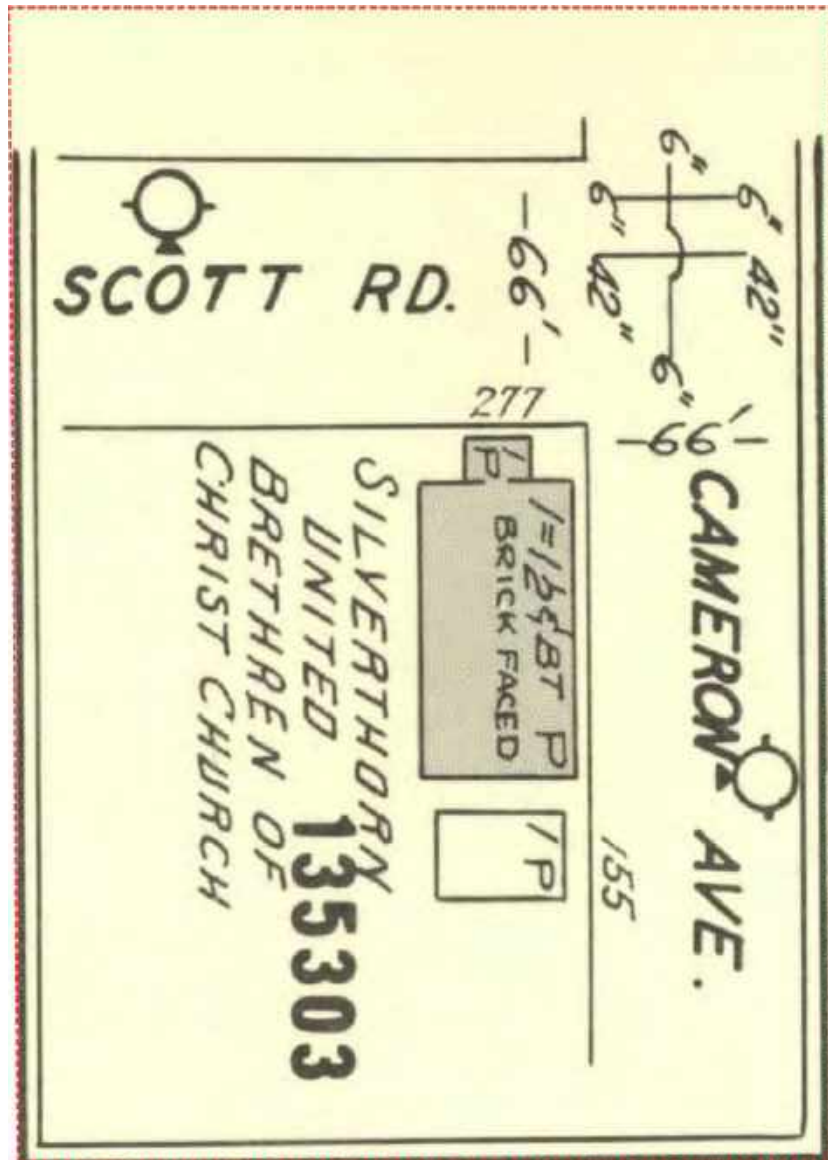 6"
6"
6"
42"
42"
6"
SCOTT RD.
-66'-
277
-66'-
CAMERON AVE.
1
P
1=1½&BT P
BRICK FACED
1 P
155
SILVERTHORN
UNITED
BRETHREN OF
CHRIST CHURCH
135303